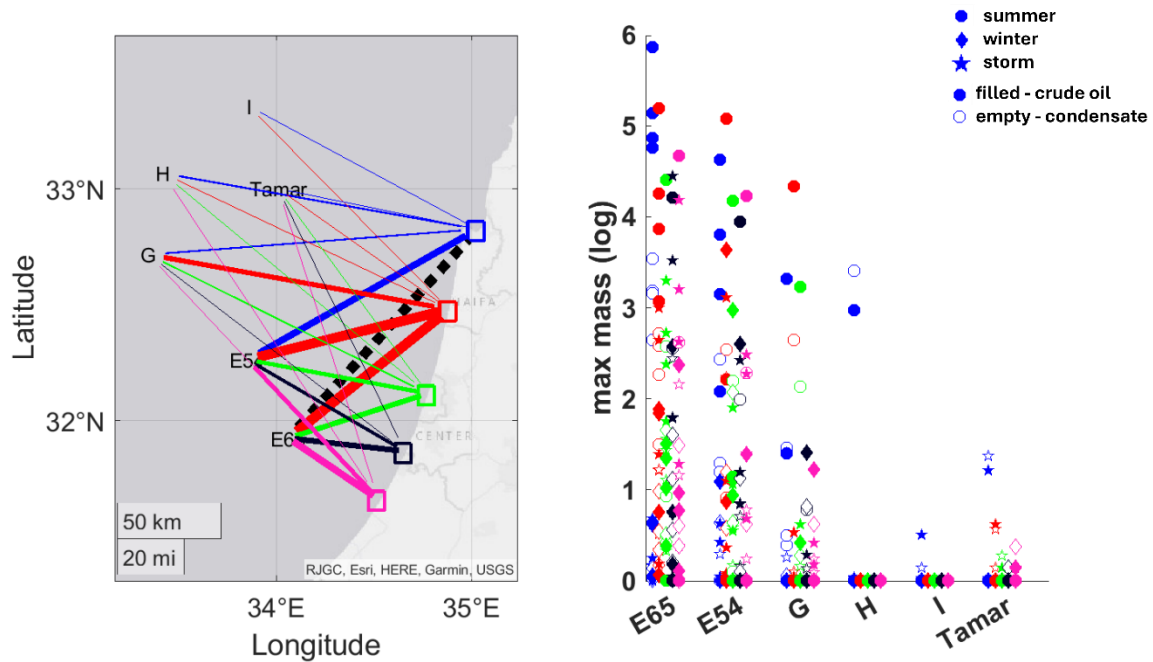 I
H
Tamar
33°N
G
HAIFA
E5
32°N
E6
CENTER
50 km
20 mi
RJGC, Esri, HERE, Garmin, USGS
34°E
35°E
Longitude
Latitude
summer
winter
storm
filled - crude oil
empty - condensate
max mass (log)
6
5
4
3
2
1
0
E65
E54
G
H
I
Tamar